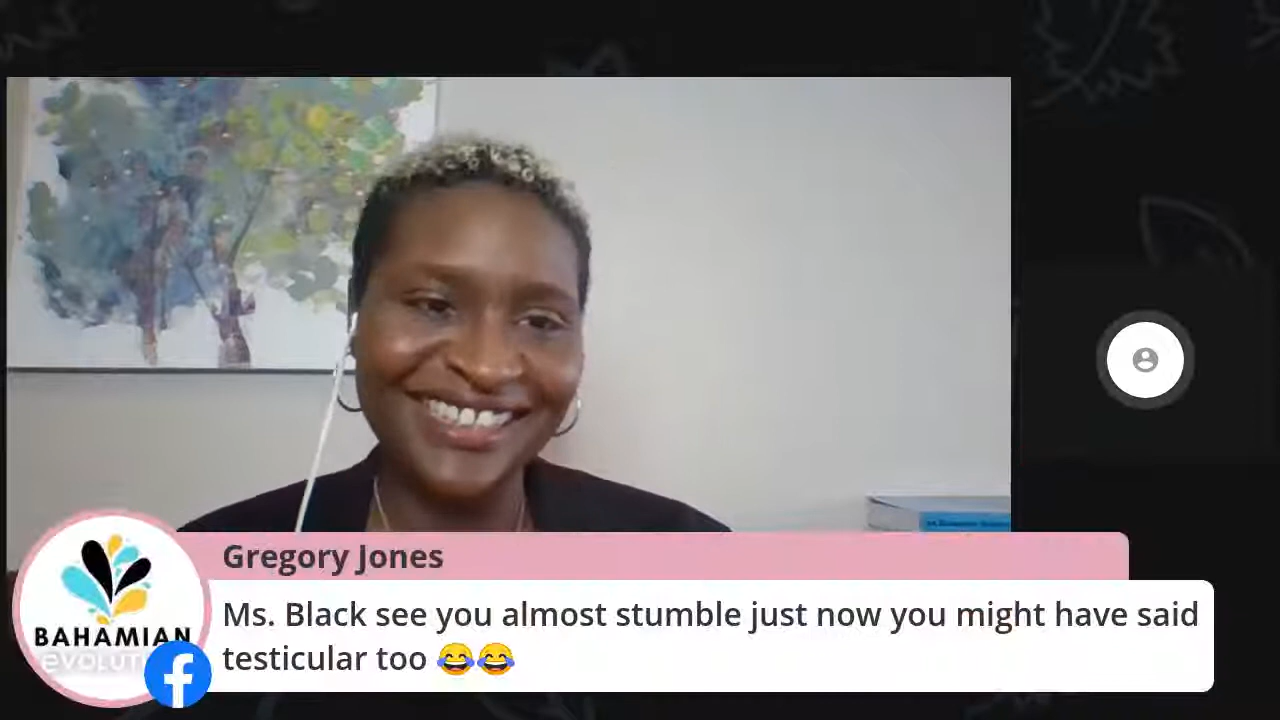 Gregory Jones
Ms. Black see you almost stumble just now you might have said
testicular too 😂😂
BAHAMIAN